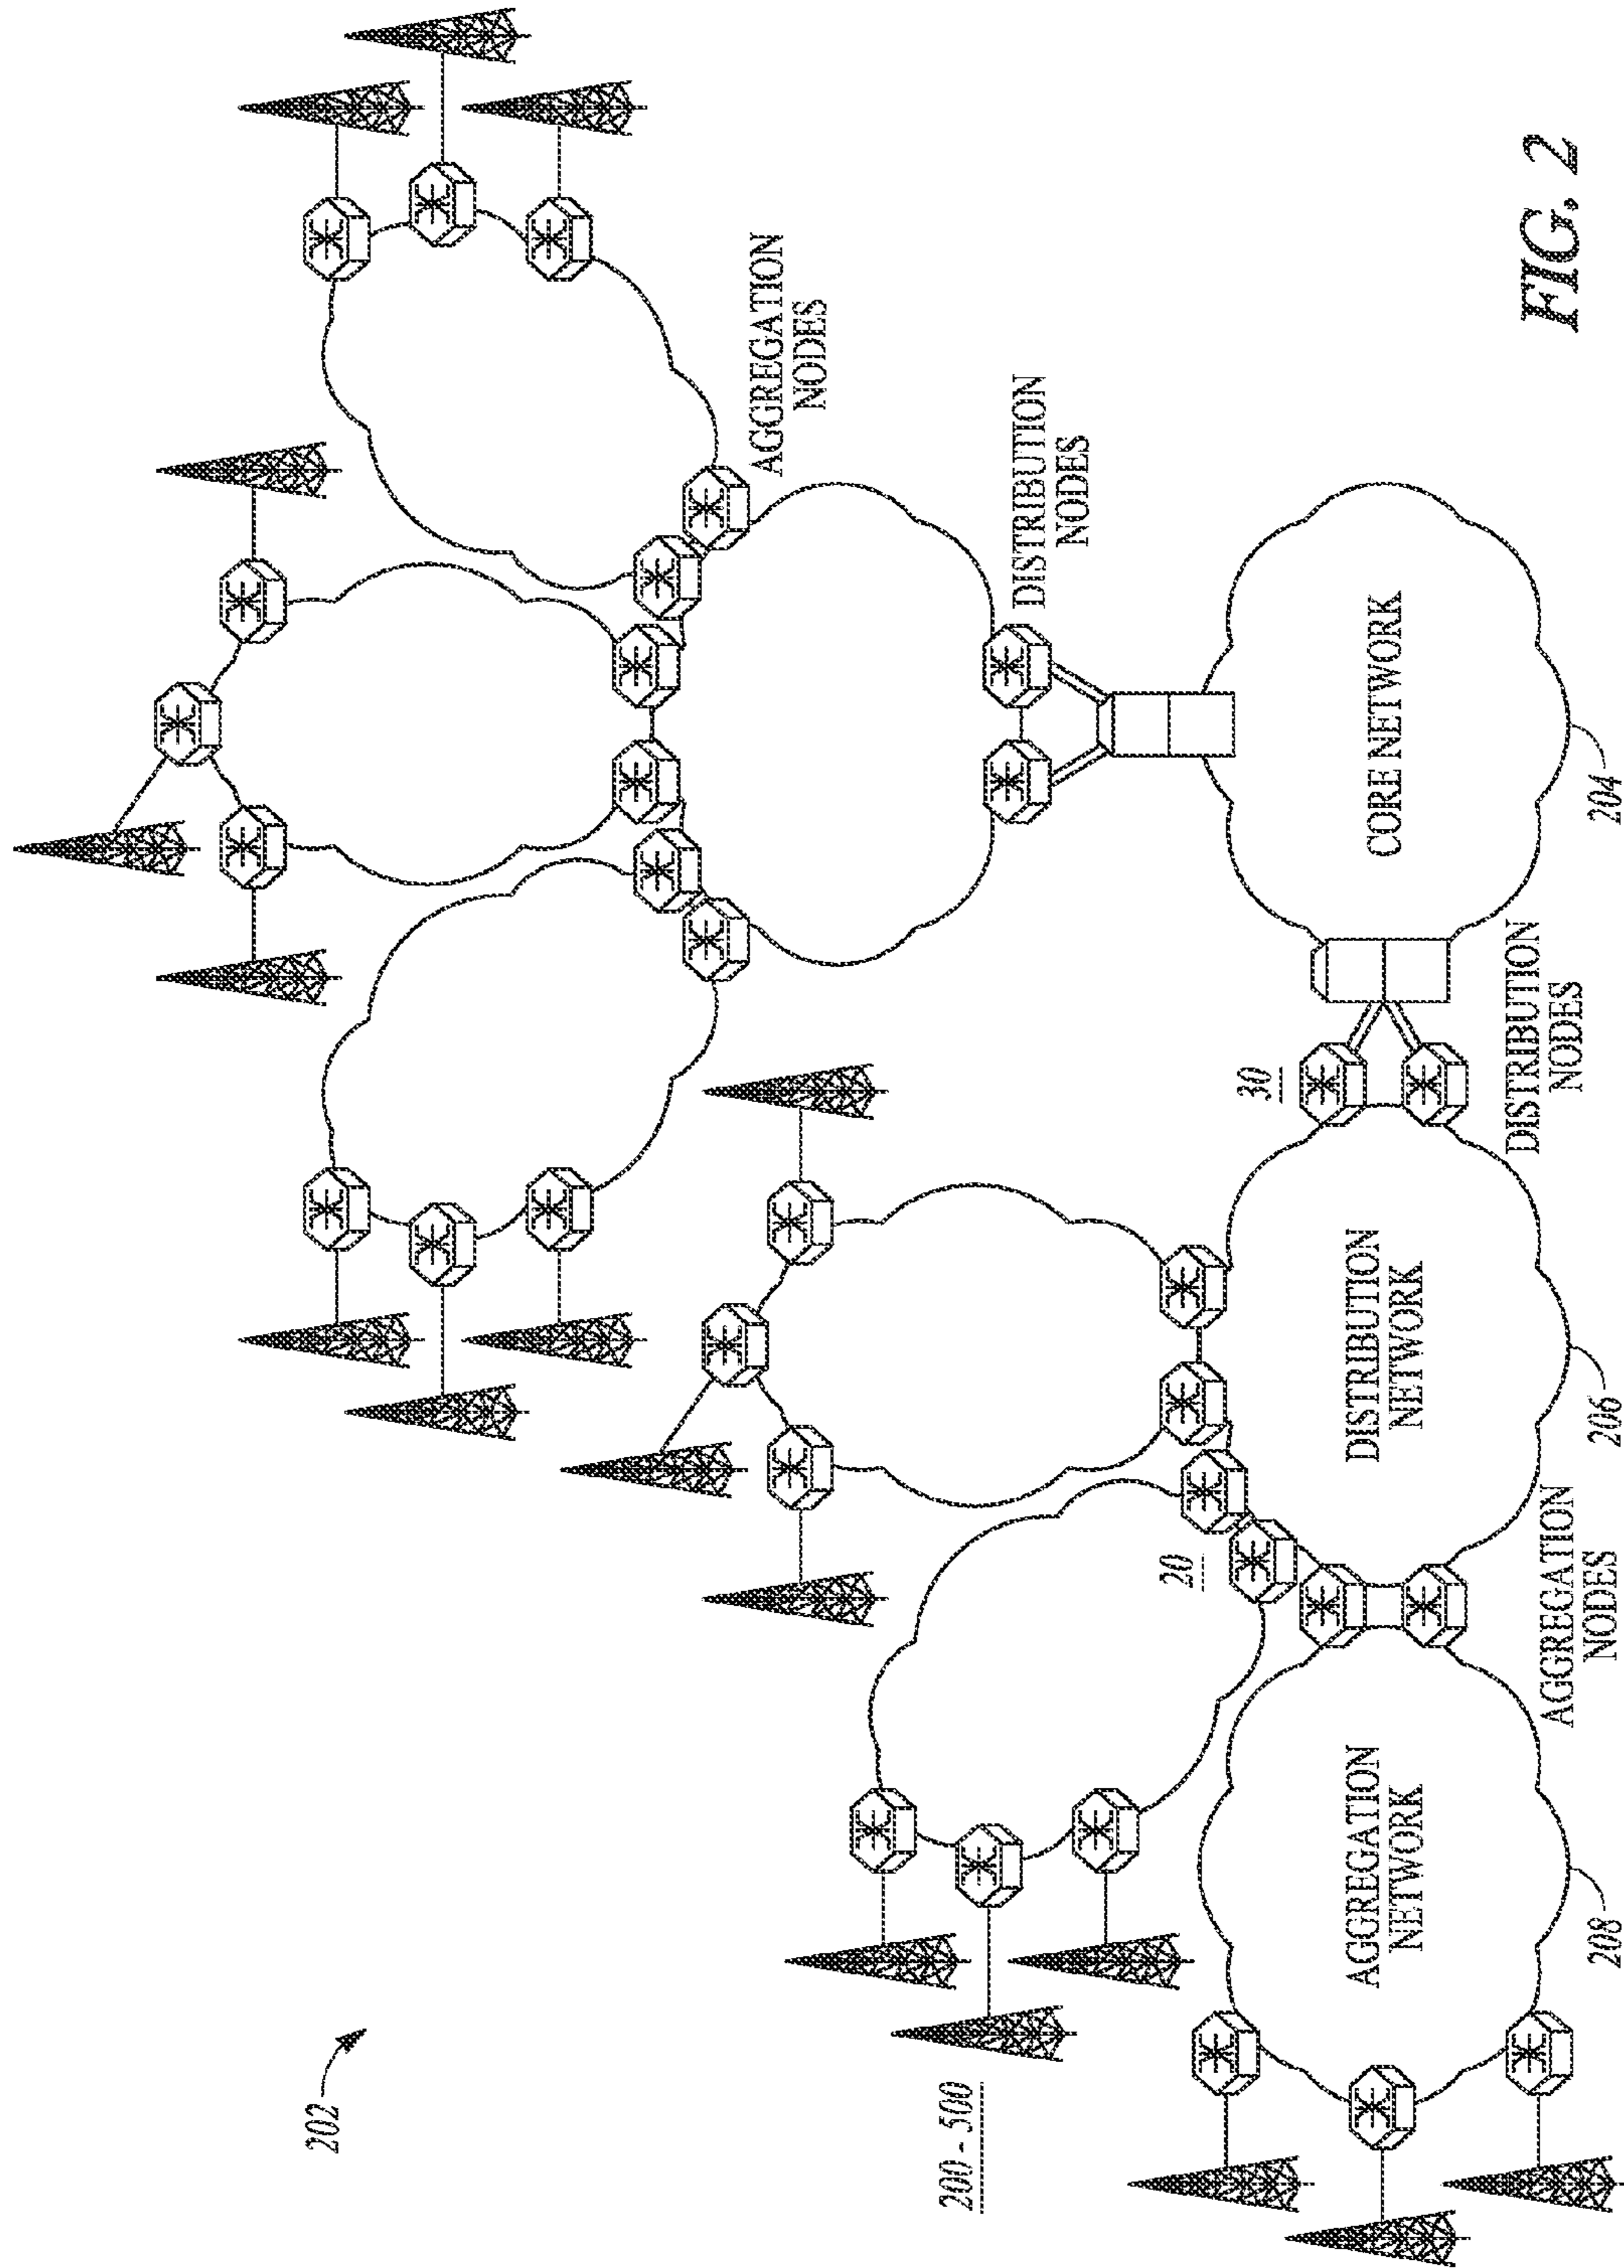 202
200 - 500
AGGREGATION
NETWORK
208
20
AGGREGATION
NODES
DISTRIBUTION
NETWORK
206
30
DISTRIBUTION
NODES
CORE NETWORK
204
DISTRIBUTION
NODES
AGGREGATION
NODES
FIG. 2